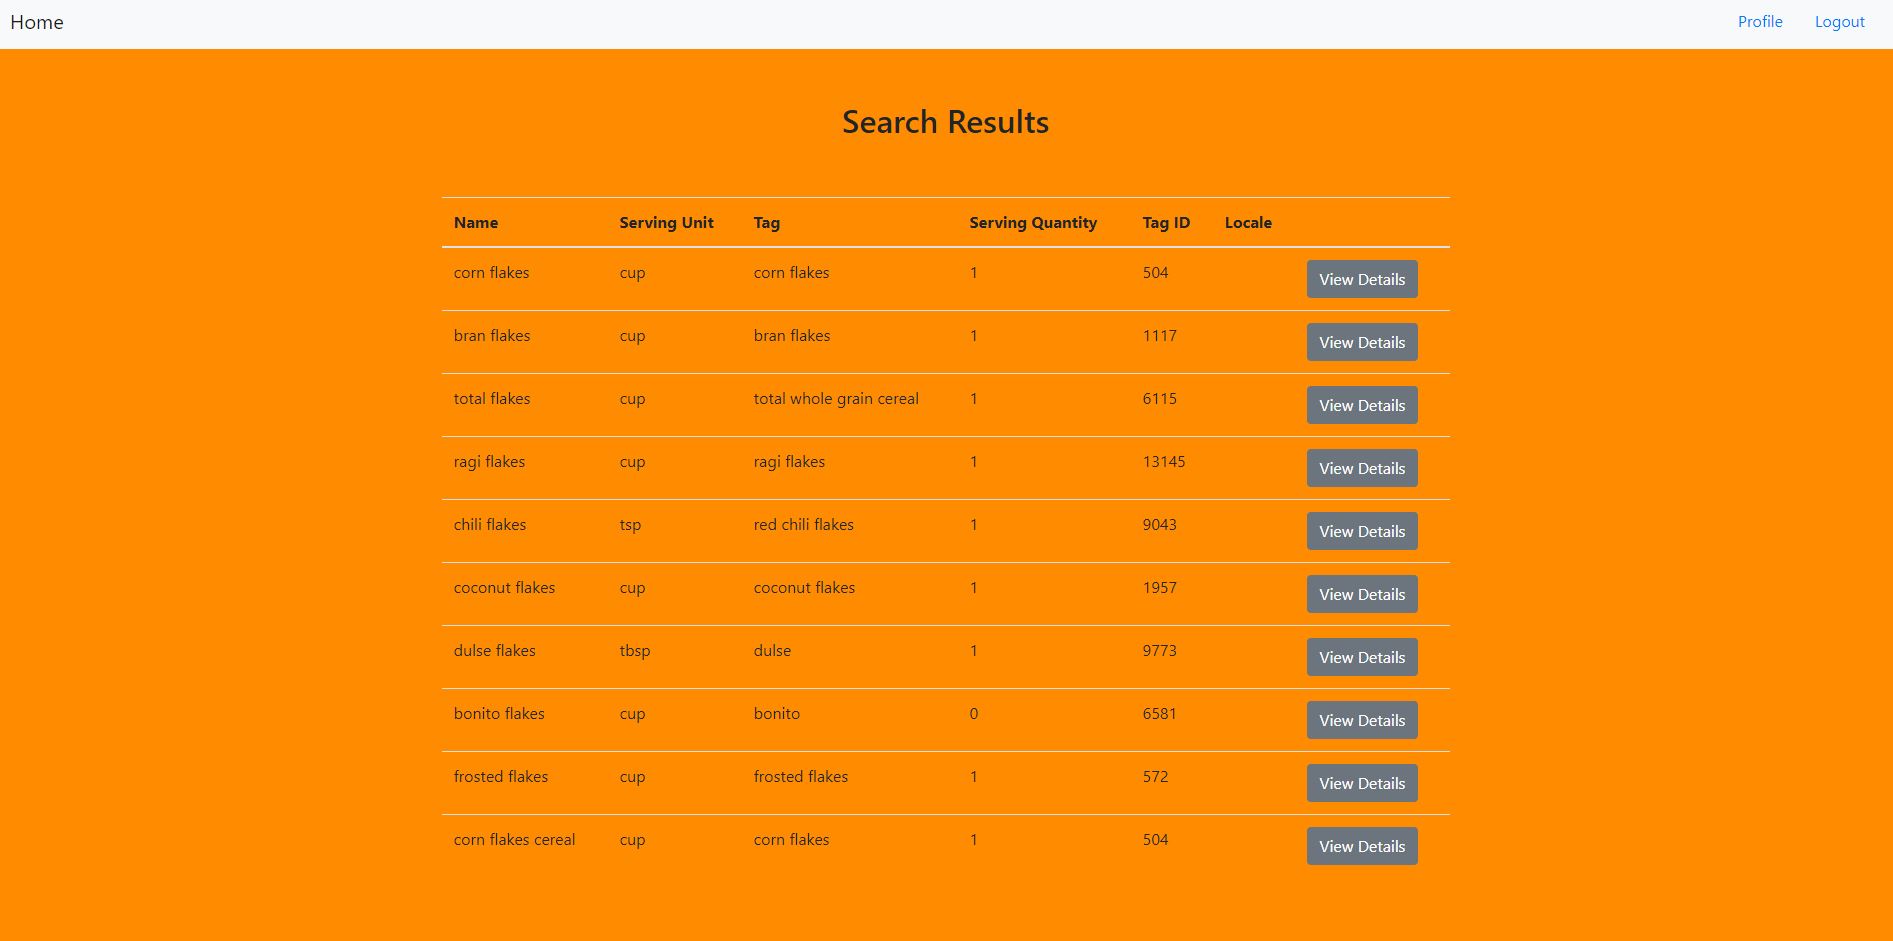 Home Profile Logout
Search Results
Name Serving Unit Tag Serving Quantity Tag ID Locale
corn flakes cup corn flakes 1 504 View Details
bran flakes cup bran flakes 1 1117 View Details
total flakes cup total whole grain cereal 1 6115 View Details
ragi flakes cup ragi flakes 1 13145 View Details
chili flakes tsp red chili flakes 1 9043 View Details
coconut flakes cup coconut flakes 1 1957 View Details
dulse flakes tbsp dulse 1 9773 View Details
bonito flakes cup bonito 0 6581 View Details
frosted flakes cup frosted flakes 1 572 View Details
corn flakes cereal cup corn flakes 1 504 View Details